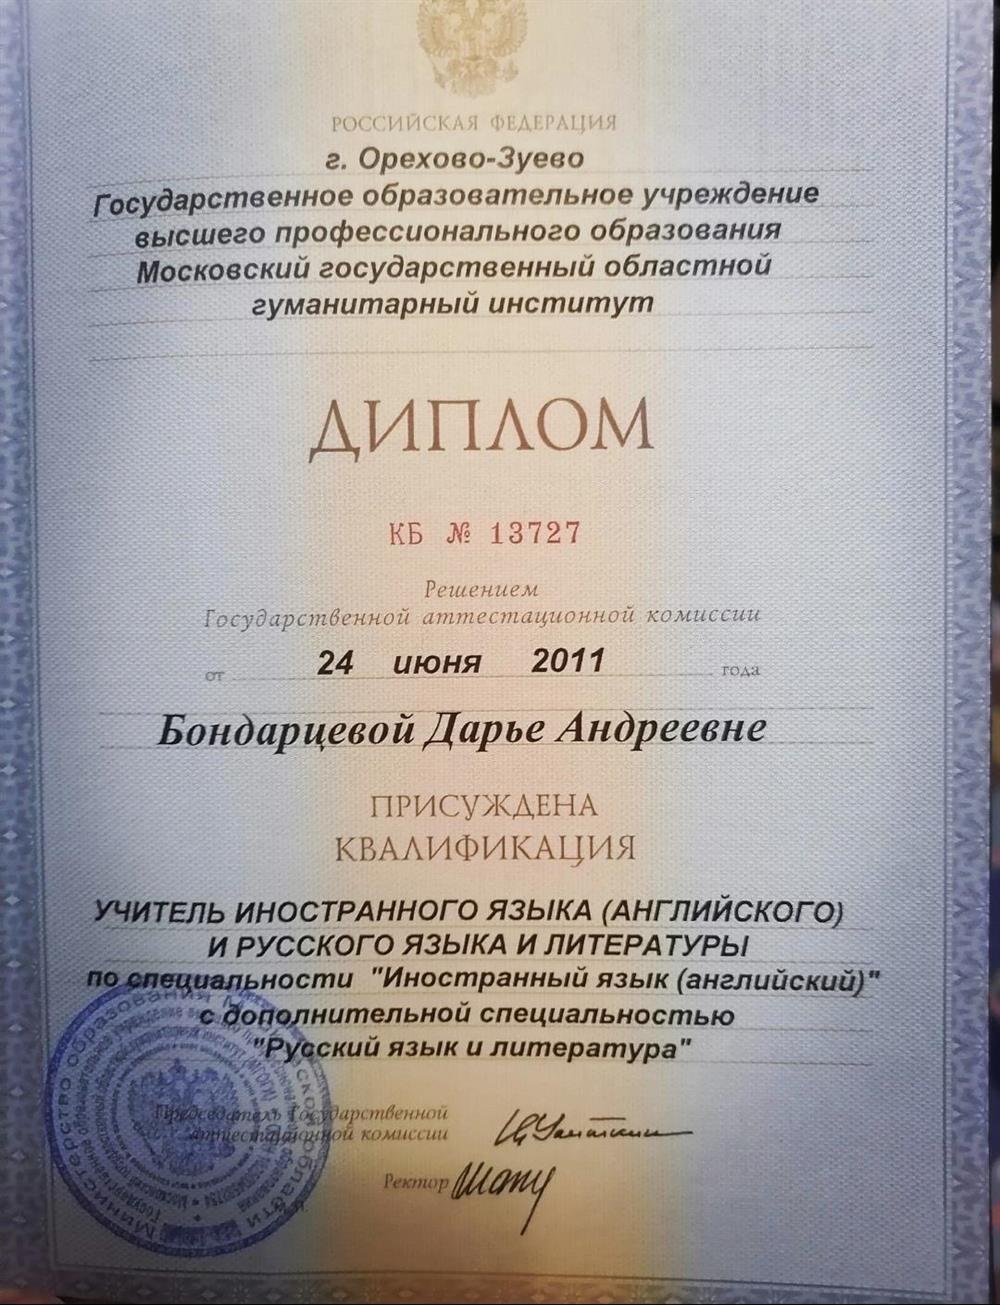 РОССИЙСКАЯ ФЕДЕРАЦИЯ
г. Орехово-Зуево
Государственное образовательное учреждение
высшего профессионального образования
Московский государственный областной
гуманитарный институт
ДИПЛОМ
КБ № 13727
Решением
Государственной аттестационной комиссии
от 24 июня 2011 года
Бондарцевой Дарье Андреевне
ПРИСУЖДЕНА
КВАЛИФИКАЦИЯ
УЧИТЕЛЬ ИНОСТРАННОГО ЯЗЫКА (АНГЛИЙСКОГО)
И РУССКОГО ЯЗЫКА И ЛИТЕРАТУРЫ
по специальности "Иностранный язык (английский)"
с дополнительной специальностью
"Русский язык и литература"
Председатель Государственной
аттестационной комиссии
Ректор